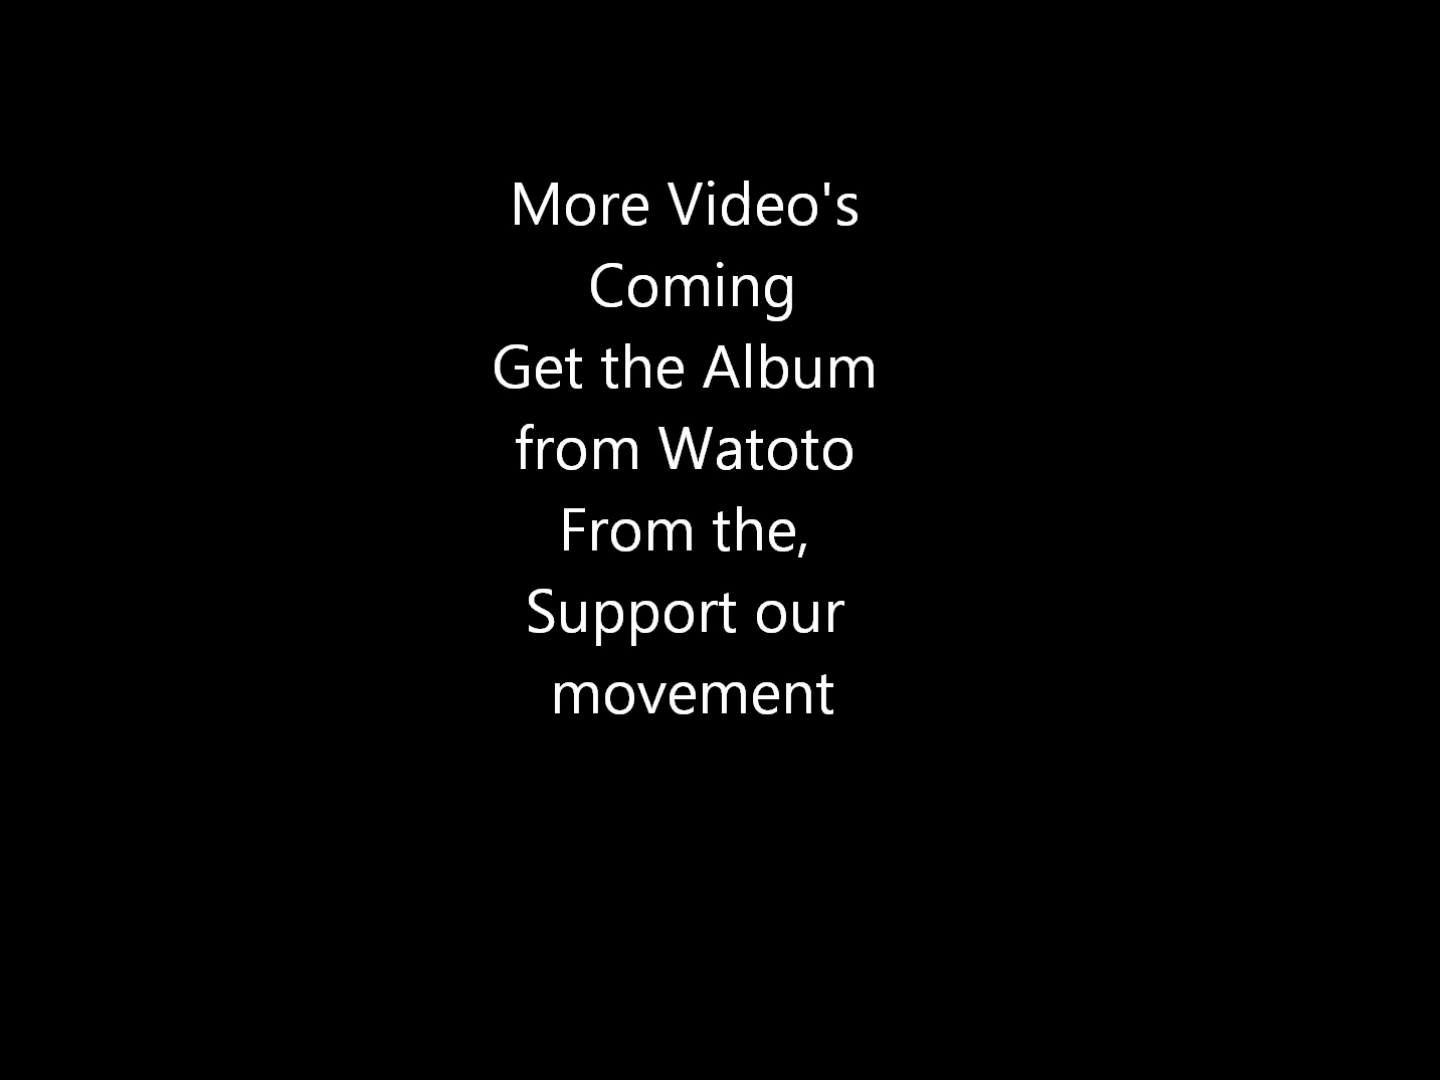 More Video's
Coming
Get the Album
from Watoto
From the,
Support our
movement